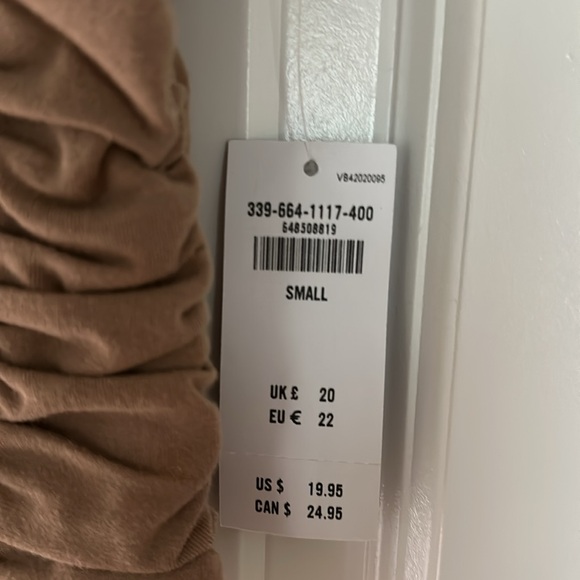 VB42020095
339-664-1117-400
648508819
SMALL
UK £ 20
EU € 22
US $ 19.95
CAN $ 24.95